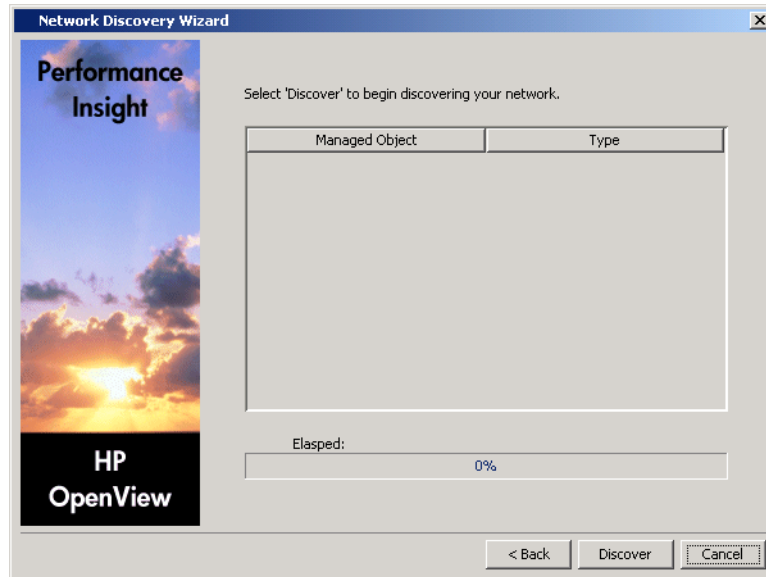 Network Discovery Wizard
Performance
Insight
Select 'Discover' to begin discovering your network.
Managed Object
Type
Elasped:
0%
HP
OpenView
< Back
Discover
Cancel